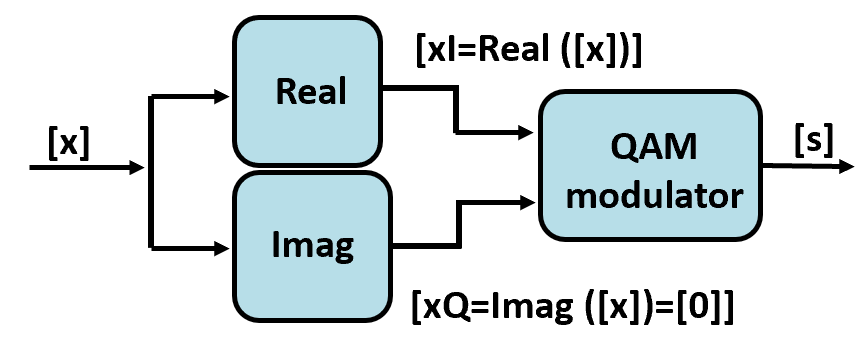 [xI=Real ([x])]
Real
[x]
QAM
modulator
[s]
Imag
[xQ=Imag ([x])=[0]]